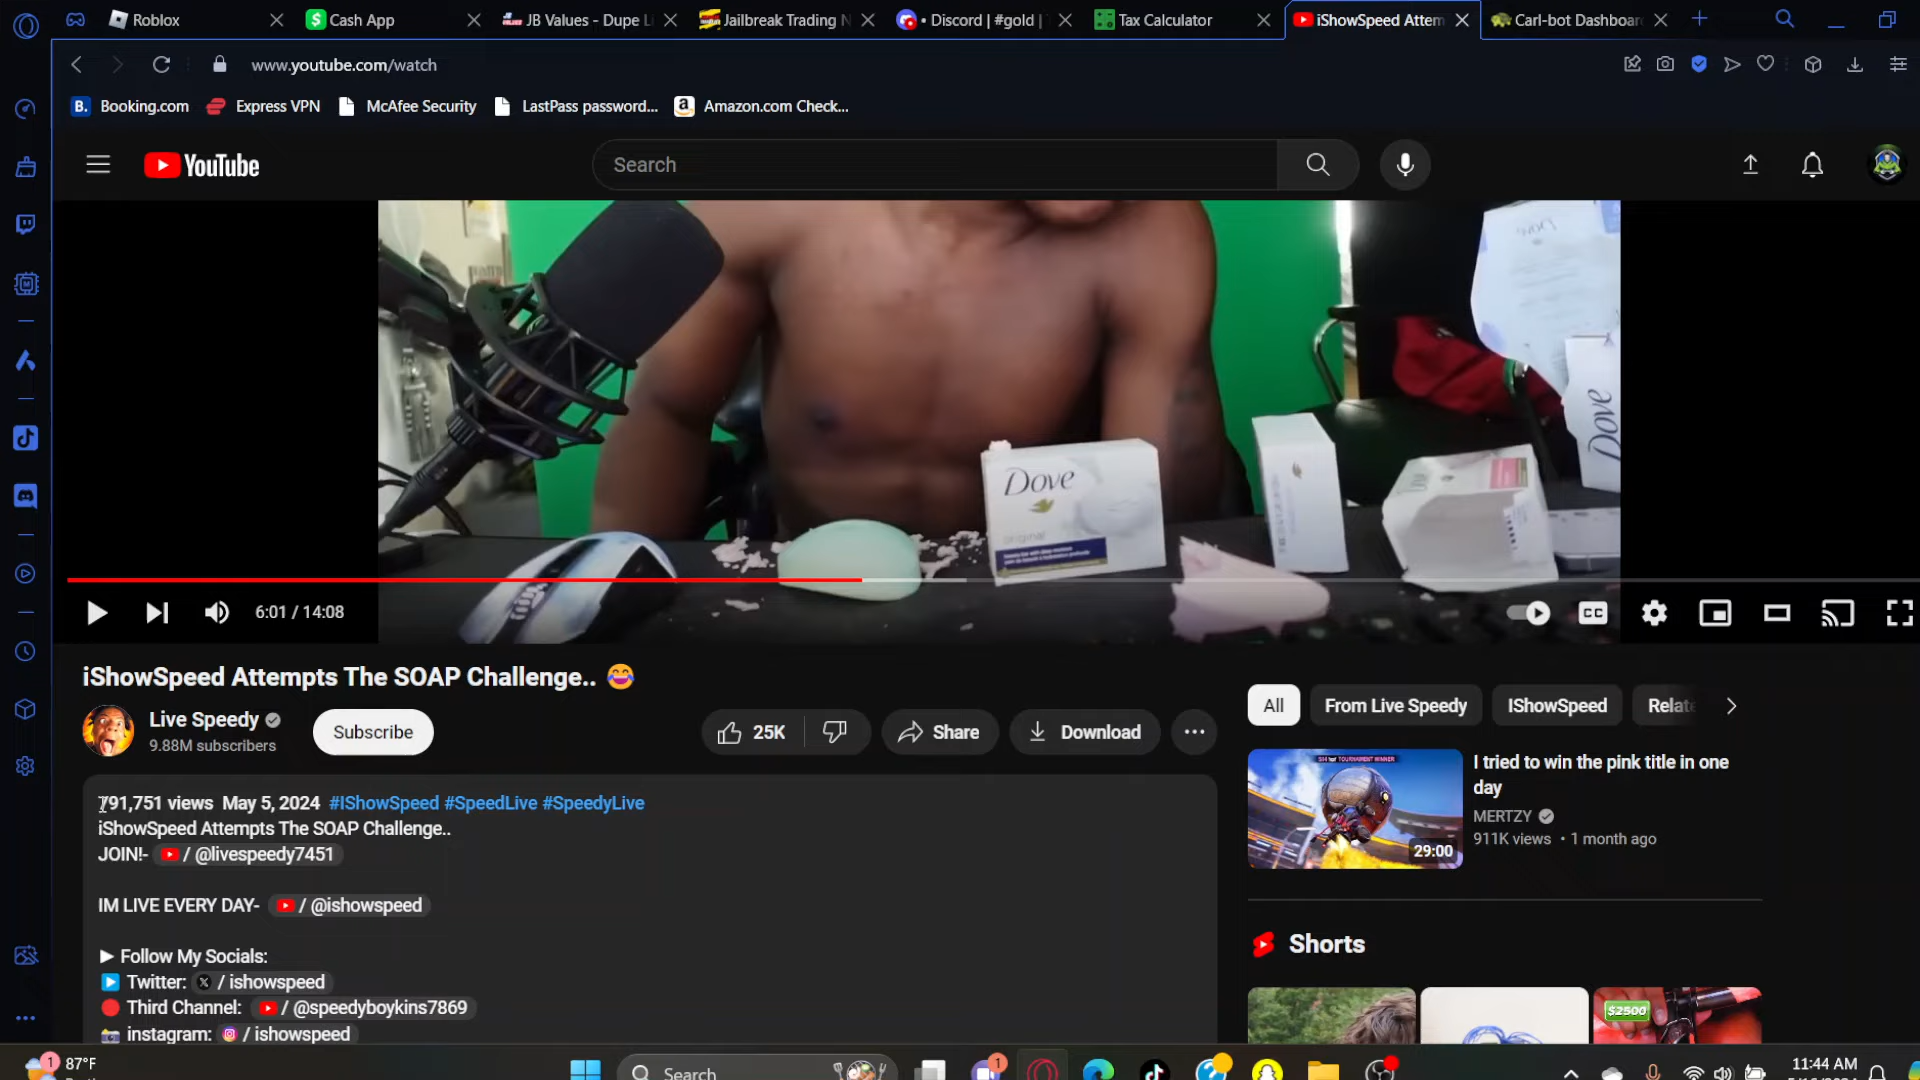 Roblox
Cash App
JB Values - Dupe Li
Jailbreak Trading N
• Discord | #gold |
Tax Calculator
iShowSpeed Attem
Carl-bot Dashboar
www.youtube.com/watch
B. Booking.com
Express VPN
McAfee Security
LastPass password...
a Amazon.com Check...
YouTube
Search
Dove
Dove
original
6:01 / 14:08
CC
iShowSpeed Attempts The SOAP Challenge.. 😂
Live Speedy
9.88M subscribers
Subscribe
25K
Share
Download
791,751 views May 5, 2024 #IShowSpeed #SpeedLive #SpeedyLive
iShowSpeed Attempts The SOAP Challenge..
JOIN!- / @livespeedy7451
IM LIVE EVERY DAY- / @ishowspeed
▶ Follow My Socials:
▶️ Twitter: X / ishowspeed
🔴 Third Channel: / @speedyboykins7869
📸 instagram: / ishowspeed
All
From Live Speedy
IShowSpeed
Relate
I tried to win the pink title in one
day
MERTZY
911K views • 1 month ago
29:00
Shorts
$2500
1
87°F
Search
1
11:44 AM